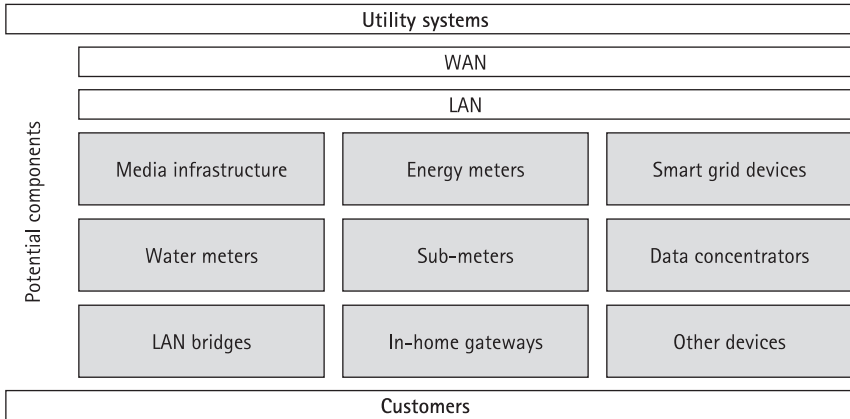 Utility systems
WAN
LAN
Potential components
Media infrastructure
Energy meters
Smart grid devices
Water meters
Sub-meters
Data concentrators
LAN bridges
In-home gateways
Other devices
Customers